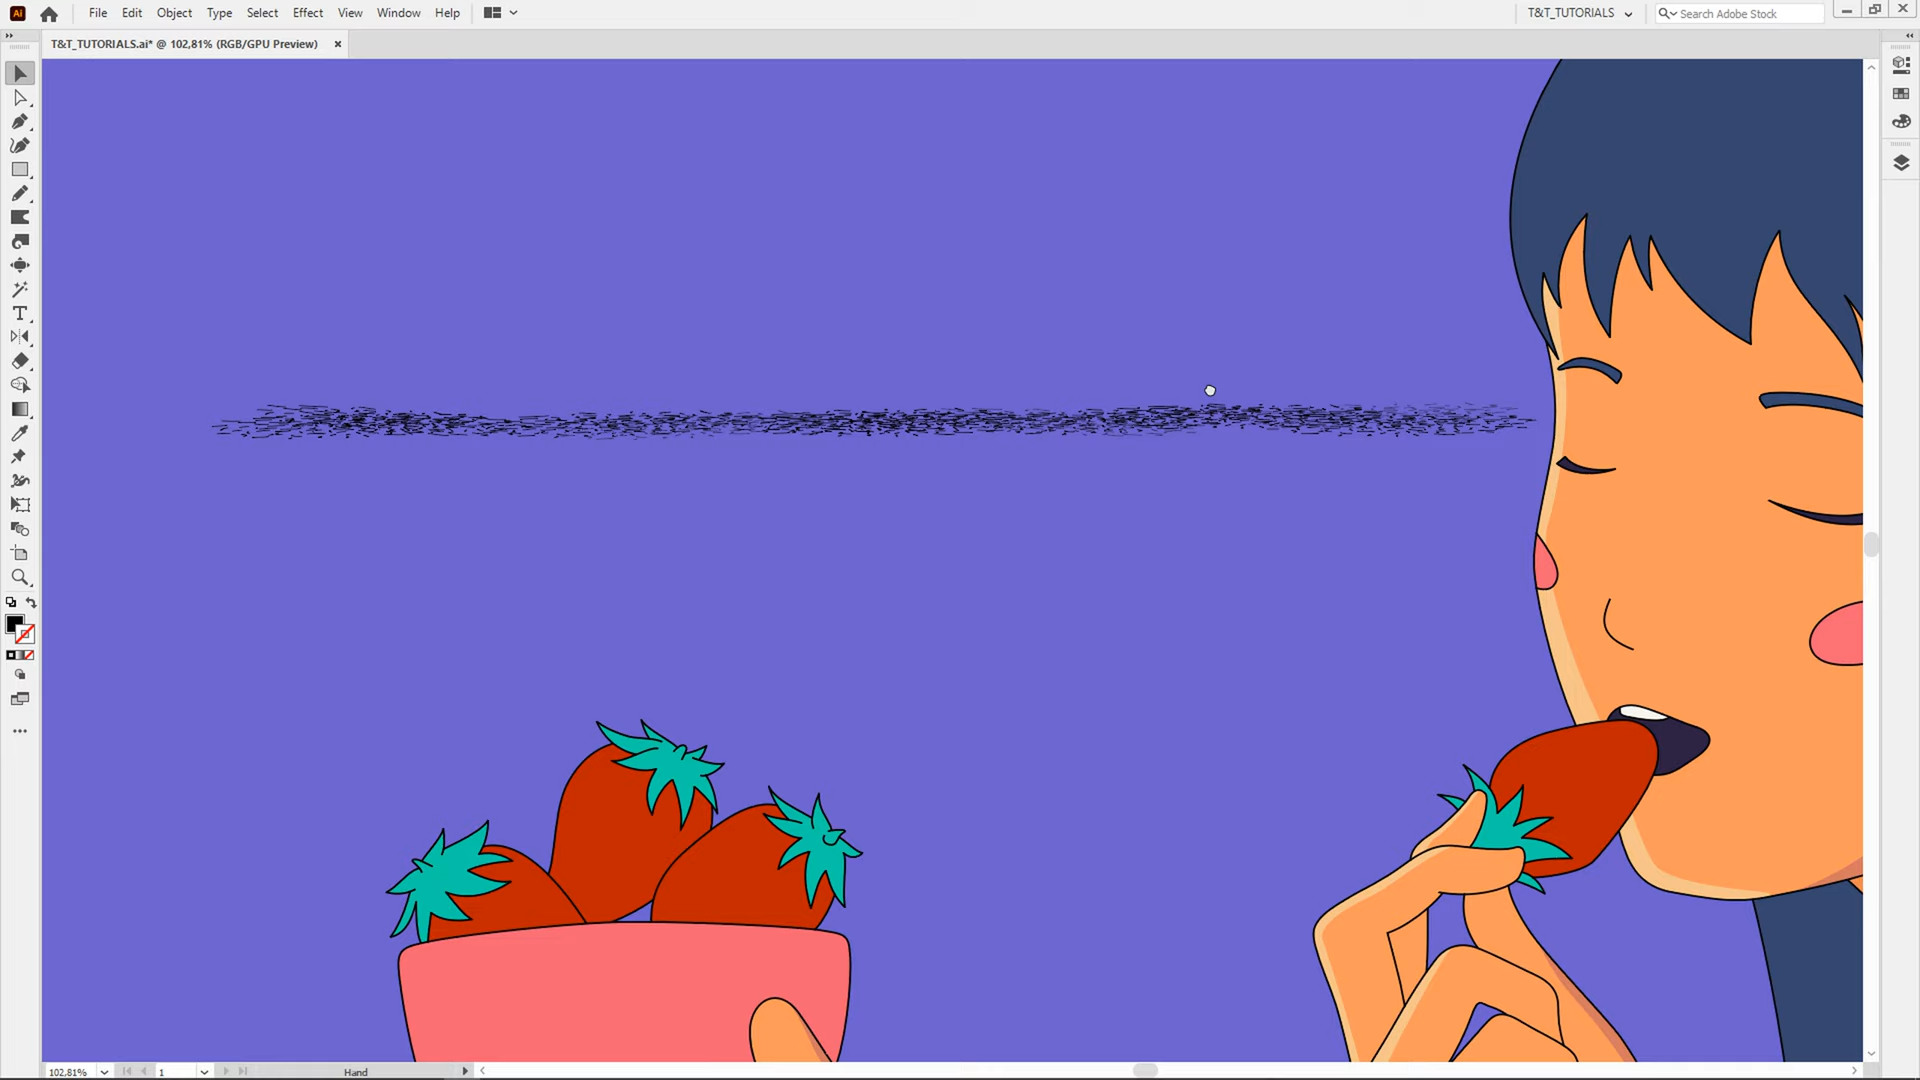 Ai File Edit Object Type Select Effect View Window Help T&T_TUTORIALS Search Adobe Stock
T&T_TUTORIALS.ai* @ 102,81% (RGB/GPU Preview) ×
T
102,81% 1 Hand